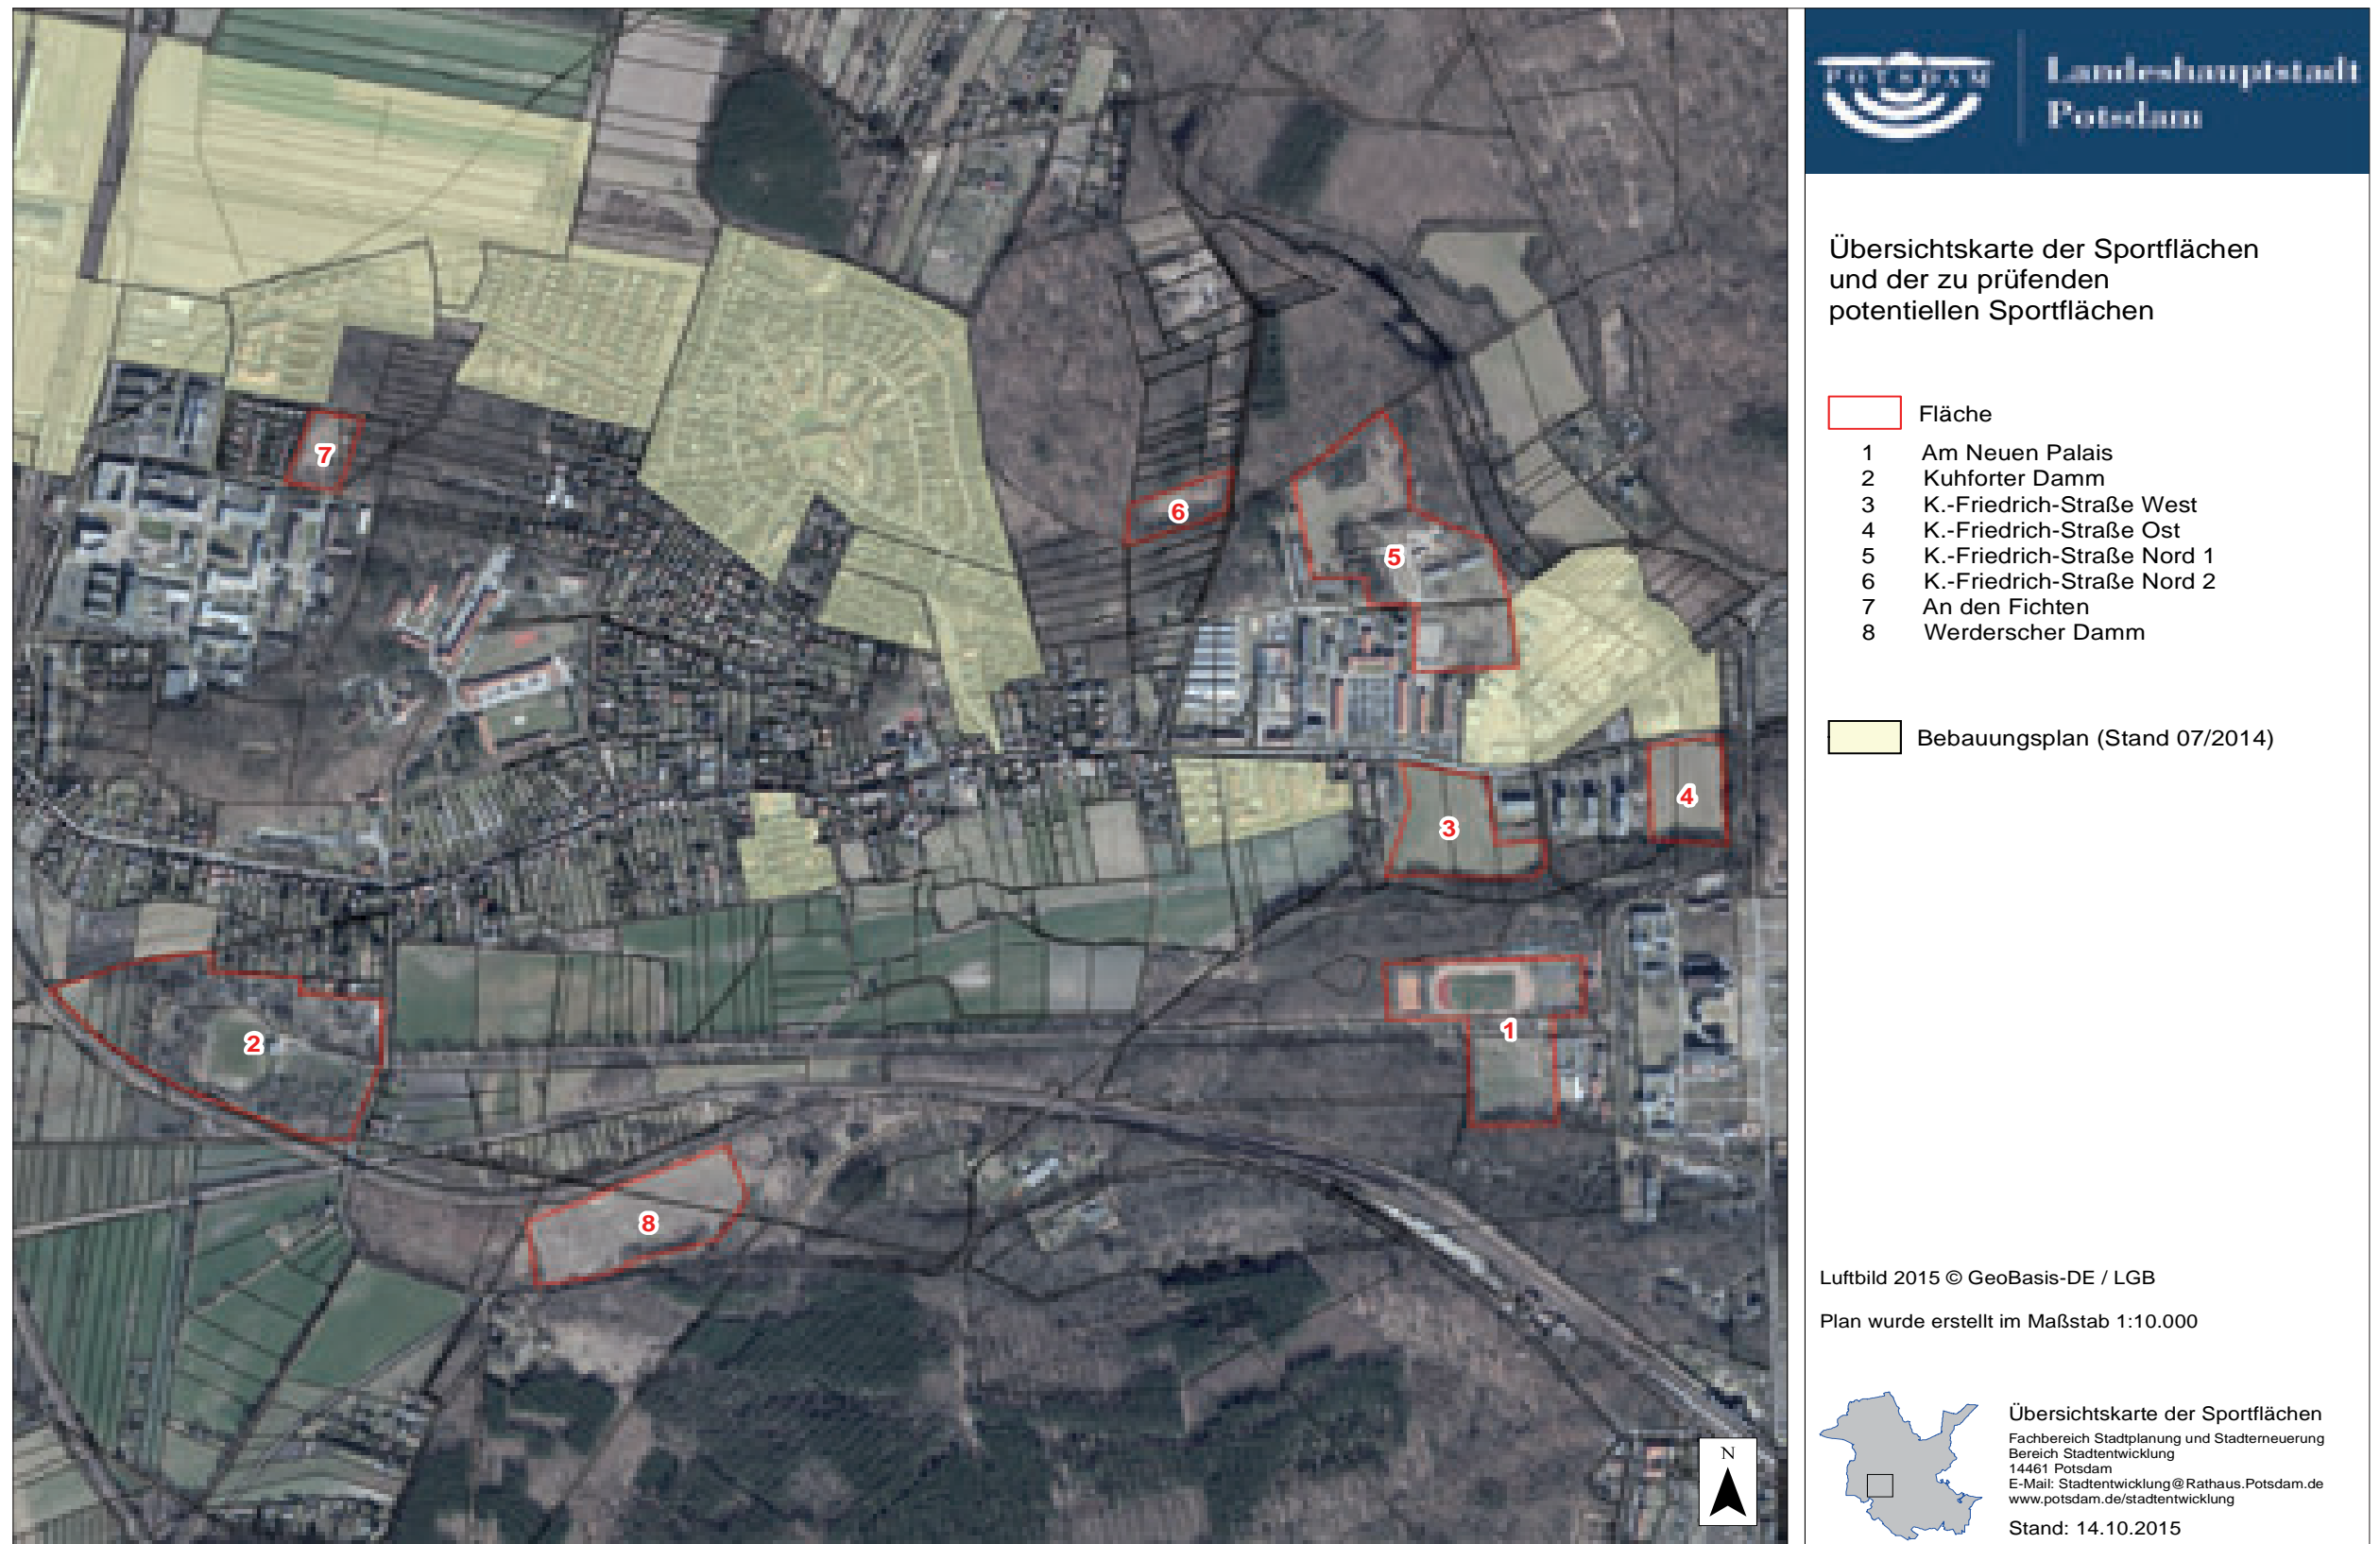 POTSDAM
Landeshauptstadt
Potsdam
Übersichtskarte der Sportflächen
und der zu prüfenden
potentiellen Sportflächen
Fläche
1 Am Neuen Palais
2 Kuhforter Damm
3 K.-Friedrich-Straße West
4 K.-Friedrich-Straße Ost
5 K.-Friedrich-Straße Nord 1
6 K.-Friedrich-Straße Nord 2
7 An den Fichten
8 Werderscher Damm
Bebauungsplan (Stand 07/2014)
7
6
5
4
3
1
2
8
N
Luftbild 2015 © GeoBasis-DE / LGB
Plan wurde erstellt im Maßstab 1:10.000
Übersichtskarte der Sportflächen
Fachbereich Stadtplanung und Stadterneuerung
Bereich Stadtentwicklung
14461 Potsdam
E-Mail: Stadtentwicklung@Rathaus.Potsdam.de
www.potsdam.de/stadtentwicklung
Stand: 14.10.2015